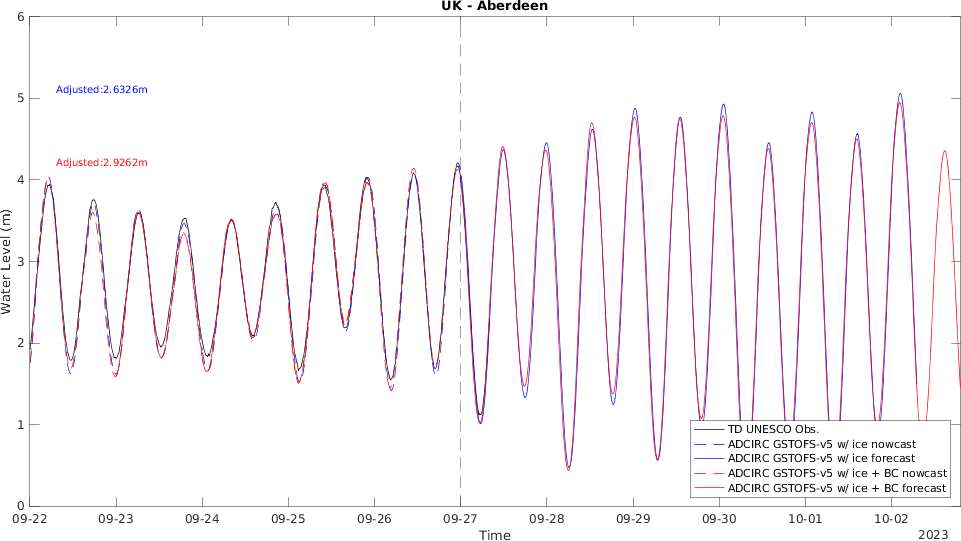 UK - Aberdeen
6
5
4
3
2
1
0
Water Level (m)
Adjusted:2.6326m
Adjusted:2.9262m
TD UNESCO Obs.
ADCIRC GSTOFS-v5 w/ ice nowcast
ADCIRC GSTOFS-v5 w/ ice forecast
ADCIRC GSTOFS-v5 w/ ice + BC nowcast
ADCIRC GSTOFS-v5 w/ ice + BC forecast
09-22 09-23 09-24 09-25 09-26 09-27 09-28 09-29 09-30 10-01 10-02
Time
2023